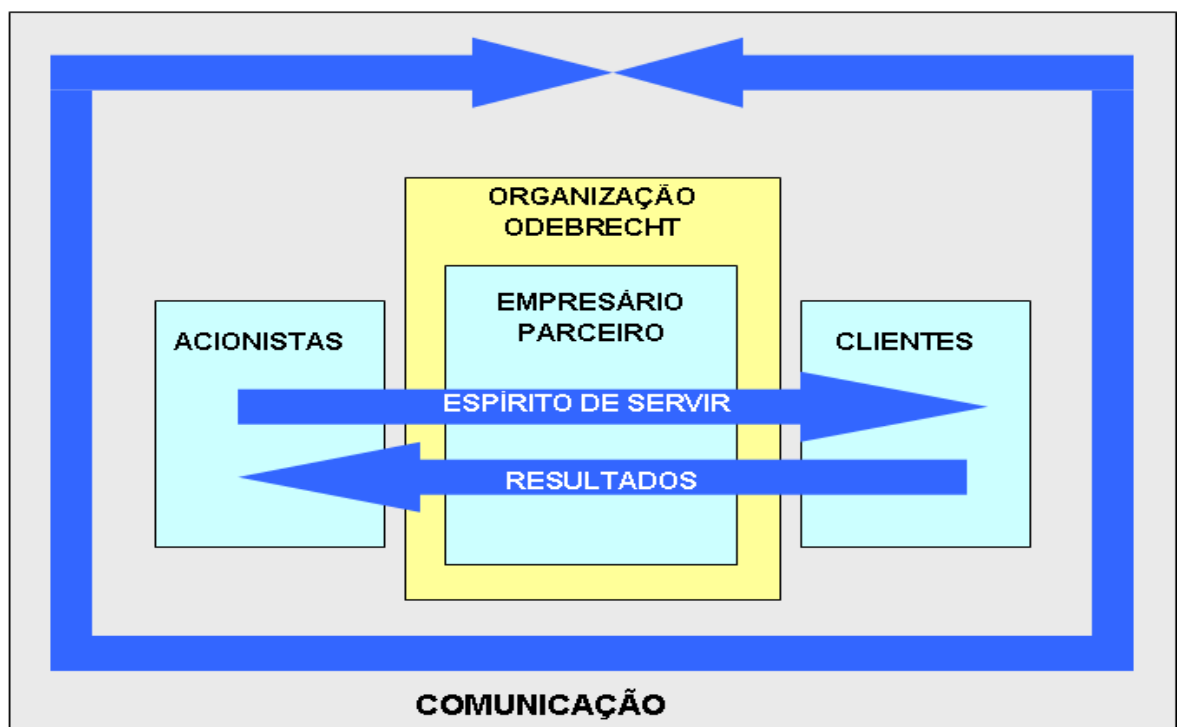 ORGANIZAÇÃO
ODEBRECHT
EMPRESÁRIO
PARCEIRO
ACIONISTAS
CLIENTES
ESPÍRITO DE SERVIR
RESULTADOS
COMUNICAÇÃO